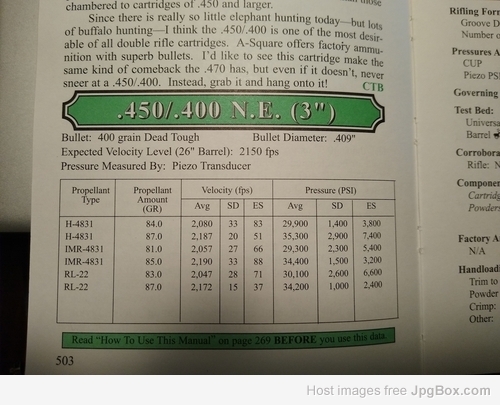 chambered to cartridges of .450 and larger.
Since there is really so little elephant hunting today—but lots
of buffalo hunting—I think the .450/.400 is one of the most desir-
able of all double rifle cartridges. A-Square offers factory ammu-
nition with superb bullets. I'd like to see this cartridge make the
same kind of comeback the .470 has, but even if it doesn't, never
sneer at a .450/.400. Instead, grab it and hang onto it!
CTB
.450/.400 N.E. (3")
Bullet: 400 grain Dead Tough Bullet Diameter: .409"
Expected Velocity Level (26" Barrel): 2150 fps
Pressure Measured By: Piezo Transducer
Propellant Type Propellant Amount (GR) Velocity (fps) Pressure (PSI)
Avg SD ES Avg SD ES
H-4831 84.0 2,080 33 83 29,900 1,400 3,800
H-4831 87.0 2,187 20 51 35,300 2,900 7,400
IMR-4831 81.0 2,057 27 66 29,300 2,300 5,400
IMR-4831 85.0 2,190 33 88 34,400 1,500 3,200
RL-22 83.0 2,047 28 71 30,100 2,600 6,600
RL-22 87.0 2,172 15 37 34,200 1,000 2,400
Read "How To Use This Manual" on page 269 BEFORE you use this data.
503
Rifling For
Groove D
Number o
Pressures A
CUP
Piezo PS
Governing
Test Bed:
Universa
Barrel
Corrobora
Rifle: N
Componen
Cartridg
Powder
Factory A
N/A
Handloadi
Trim to
Powder
Crimp:
Other:
Host images free JpgBox.com